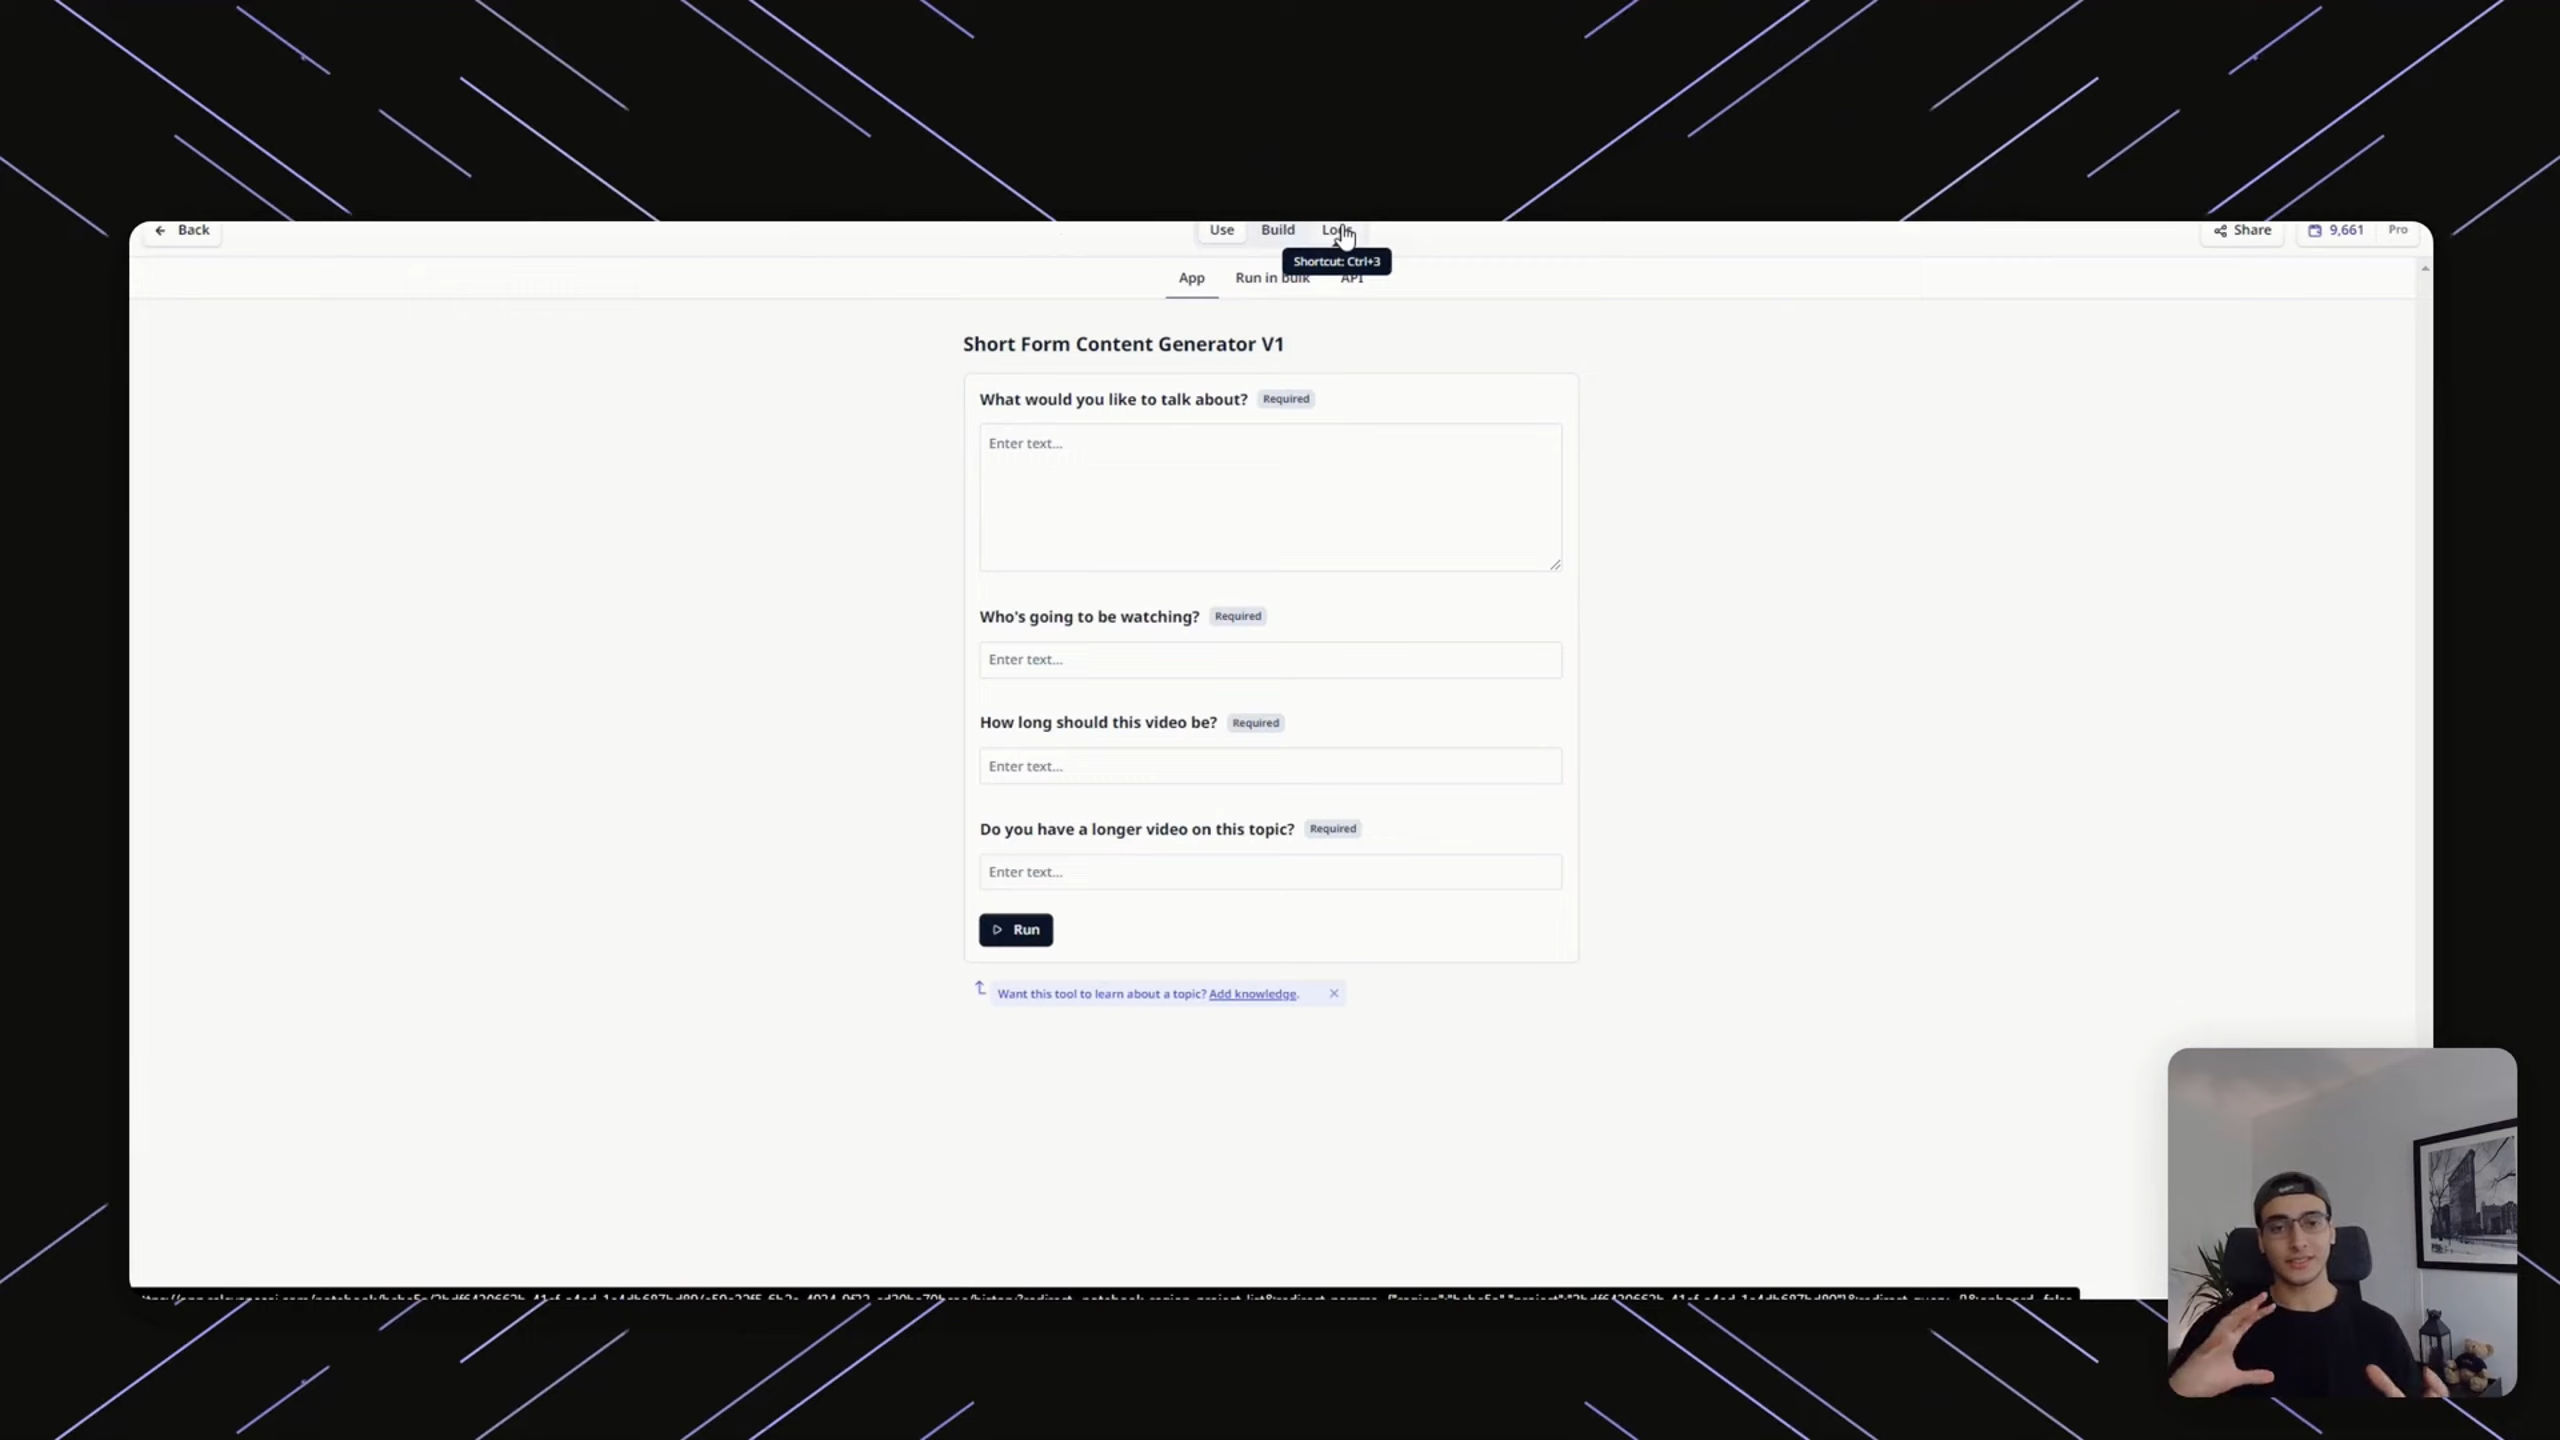 Back
Use Build
Share
9,661 Pro
Shortcut: Ctrl+3
App Run in bulk API
Short Form Content Generator V1
What would you like to talk about? Required
Enter text...
Who's going to be watching? Required
Enter text...
How long should this video be? Required
Enter text...
Do you have a longer video on this topic? Required
Enter text...
Run
Want this tool to learn about a topic? Add knowledge.